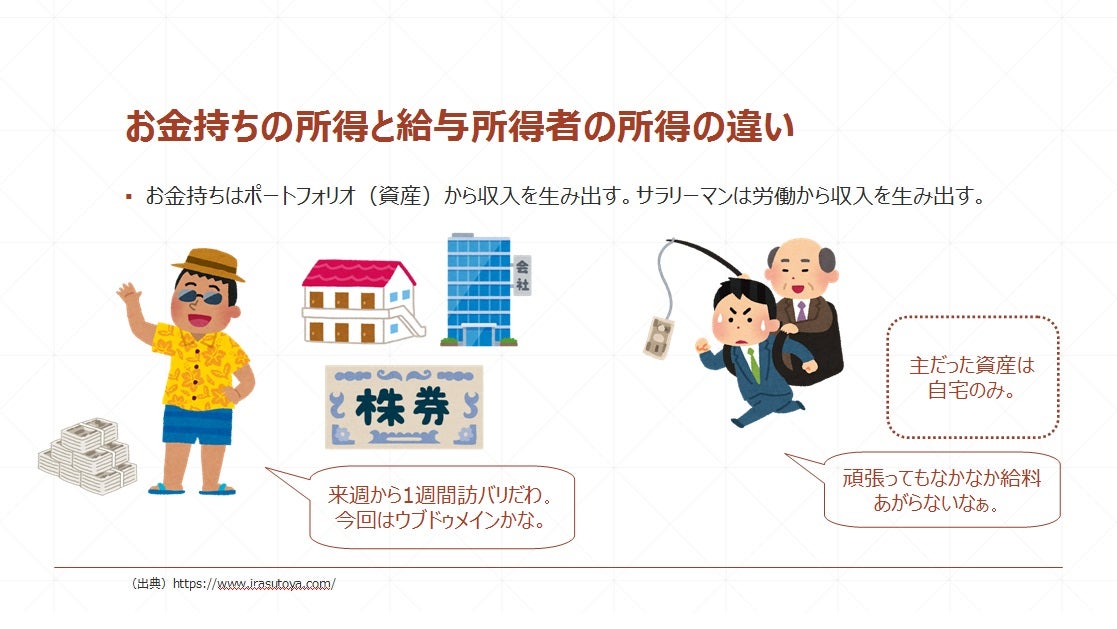 お金持ちの所得と給与所得者の所得の違い
▪ お金持ちはポートフォリオ（資産）から収入を生み出す。サラリーマンは労働から収入を生み出す。
会社
株券
主だった資産は
自宅のみ。
来週から1週間訪バリだわ。
今回はウブドゥメインかな。
頑張ってもなかなか給料
あがらないなぁ。
（出典）https://www.irasutoya.com/